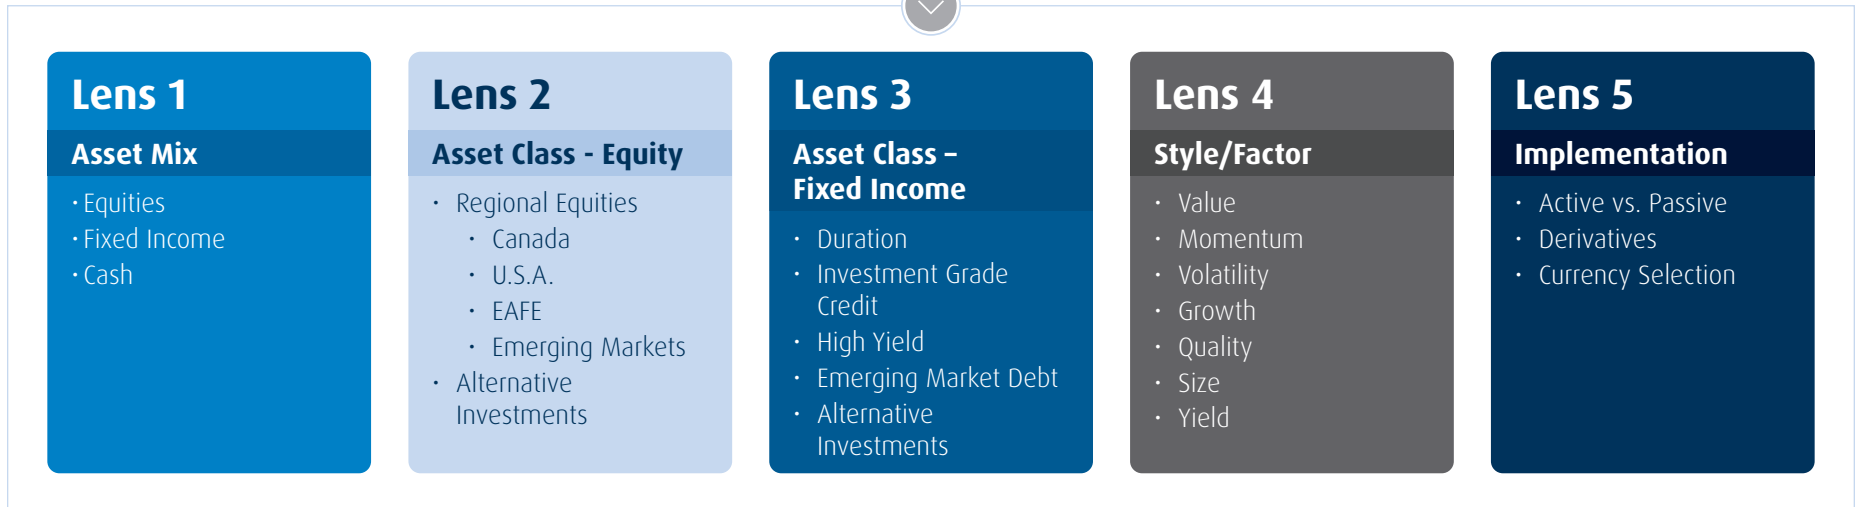 Lens 1
Asset Mix
· Equities
· Fixed Income
· Cash
Lens 2
Asset Class - Equity
· Regional Equities
· Canada
· U.S.A.
· EAFE
· Emerging Markets
· Alternative
Investments
Lens 3
Asset Class –
Fixed Income
· Duration
· Investment Grade
Credit
· High Yield
· Emerging Market Debt
· Alternative
Investments
Lens 4
Style/Factor
· Value
· Momentum
· Volatility
· Growth
· Quality
· Size
· Yield
Lens 5
Implementation
· Active vs. Passive
· Derivatives
· Currency Selection